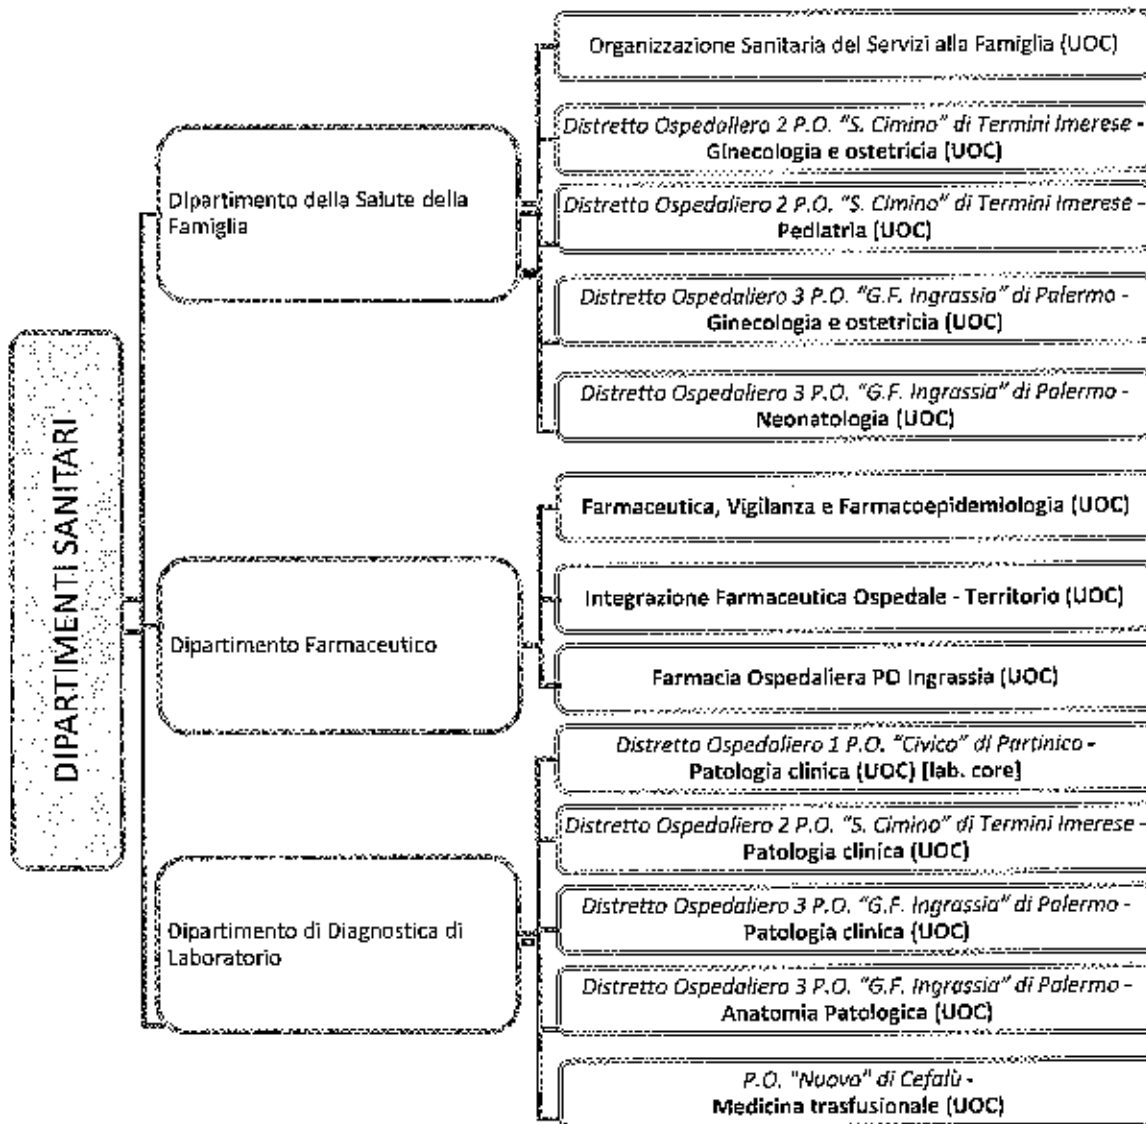 DIPARTIMENTI SANITARI
Dipartimento della Salute della
Famiglia
Organizzazione Sanitaria del Servizi alla Famiglia (UOC)
Distretto Ospedaliero 2 P.O. "S. Cimino" di Termini Imerese -
Ginecologia e ostetricia (UOC)
Distretto Ospedaliero 2 P.O. "S. Cimino" di Termini Imerese -
Pediatria (UOC)
Distretto Ospedaliero 3 P.O. "G.F. Ingrassia" di Palermo -
Ginecologia e ostetricia (UOC)
Distretto Ospedaliero 3 P.O. "G.F. Ingrassia" di Palermo -
Neonatologia (UOC)
Dipartimento Farmaceutico
Farmaceutica, Vigilanza e Farmacoepidemiologia (UOC)
Integrazione Farmaceutica Ospedale - Territorio (UOC)
Farmacia Ospedaliera PO Ingrassia (UOC)
Dipartimento di Diagnostica di
Laboratorio
Distretto Ospedaliero 1 P.O. "Civico" di Partinico -
Patologia clinica (UOC) [lab. core]
Distretto Ospedaliero 2 P.O. "S. Cimino" di Termini Imerese -
Patologia clinica (UOC)
Distretto Ospedaliero 3 P.O. "G.F. Ingrassia" di Palermo -
Patologia clinica (UOC)
Distretto Ospedaliero 3 P.O. "G.F. Ingrassia" di Palermo -
Anatomia Patologica (UOC)
P.O. "Nuovo" di Cefalù -
Medicina trasfusionale (UOC)